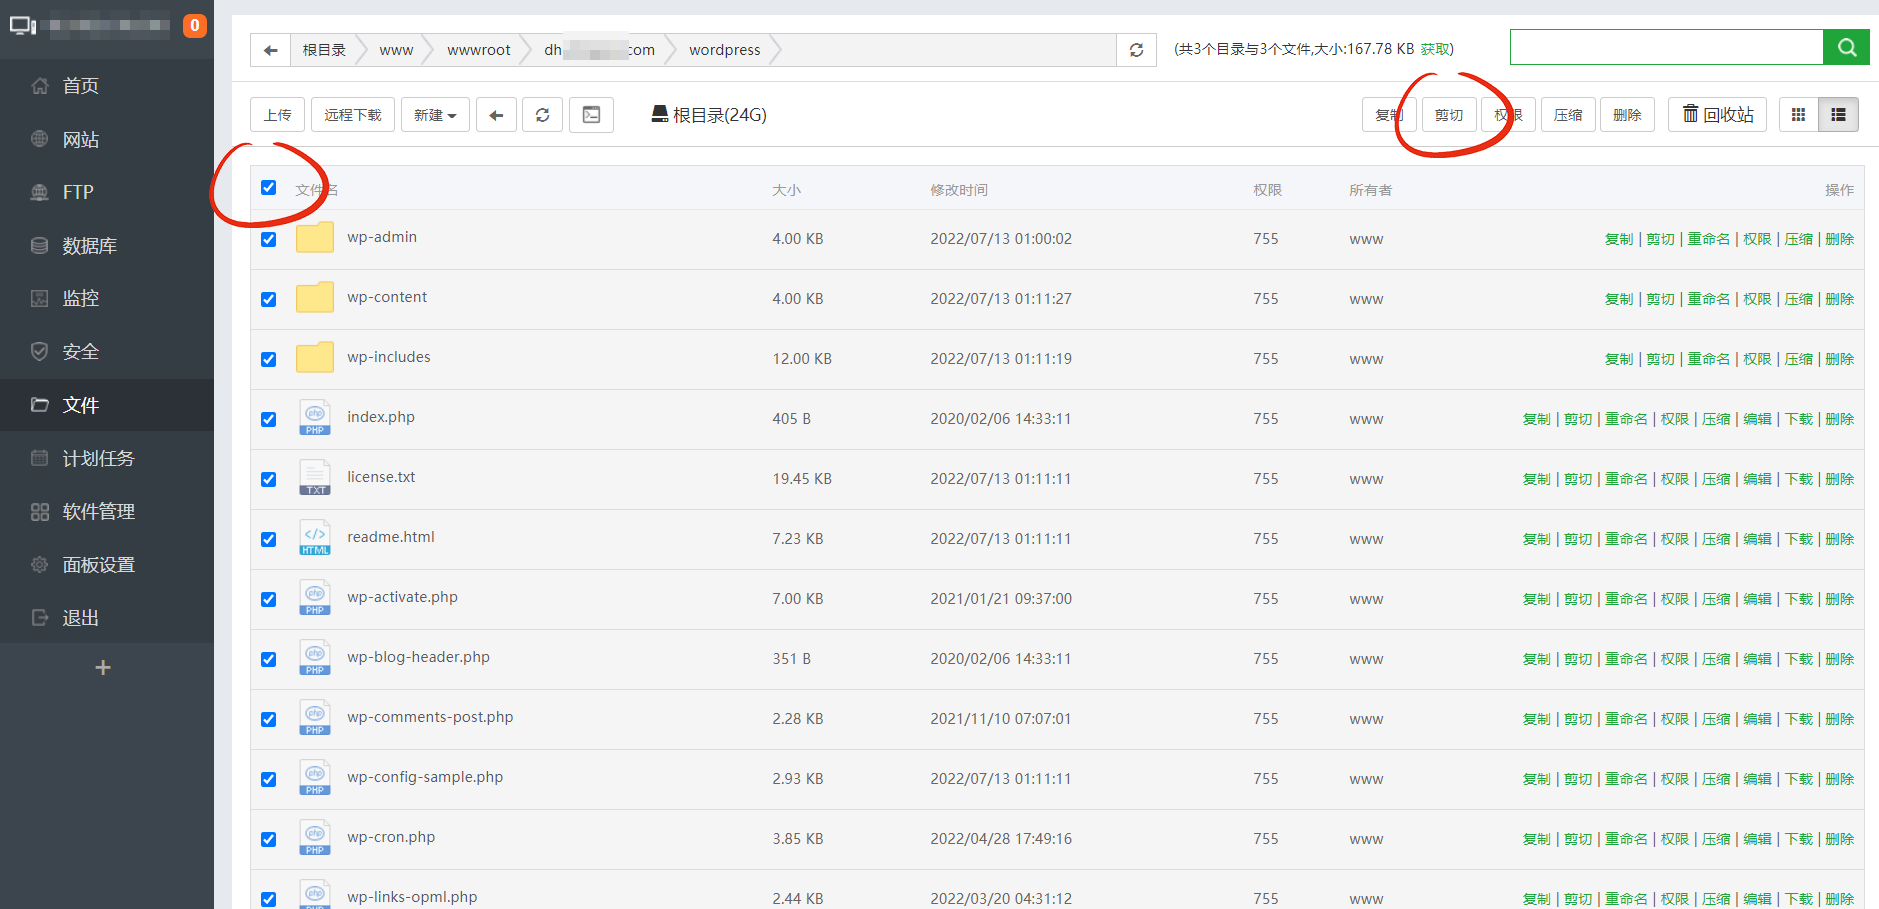 0
首页
网站
FTP
数据库
监控
安全
文件
计划任务
软件管理
面板设置
退出
+
根目录 www wwwroot dh com wordpress (共3个目录与3个文件,大小:167.78 KB 获取)
上传 远程下载 新建 根目录(24G) 复制 剪切 权限 压缩 删除 回收站
文件名 大小 修改时间 权限 所有者 操作
wp-admin 4.00 KB 2022/07/13 01:00:02 755 www 复制 | 剪切 | 重命名 | 权限 | 压缩 | 删除
wp-content 4.00 KB 2022/07/13 01:11:27 755 www 复制 | 剪切 | 重命名 | 权限 | 压缩 | 删除
wp-includes 12.00 KB 2022/07/13 01:11:19 755 www 复制 | 剪切 | 重命名 | 权限 | 压缩 | 删除
php PHP index.php 405 B 2020/02/06 14:33:11 755 www 复制 | 剪切 | 重命名 | 权限 | 压缩 | 编辑 | 下载 | 删除
TXT license.txt 19.45 KB 2022/07/13 01:11:11 755 www 复制 | 剪切 | 重命名 | 权限 | 压缩 | 编辑 | 下载 | 删除
</> HTML readme.html 7.23 KB 2022/07/13 01:11:11 755 www 复制 | 剪切 | 重命名 | 权限 | 压缩 | 编辑 | 下载 | 删除
php PHP wp-activate.php 7.00 KB 2021/01/21 09:37:00 755 www 复制 | 剪切 | 重命名 | 权限 | 压缩 | 编辑 | 下载 | 删除
php PHP wp-blog-header.php 351 B 2020/02/06 14:33:11 755 www 复制 | 剪切 | 重命名 | 权限 | 压缩 | 编辑 | 下载 | 删除
php PHP wp-comments-post.php 2.28 KB 2021/11/10 07:07:01 755 www 复制 | 剪切 | 重命名 | 权限 | 压缩 | 编辑 | 下载 | 删除
php PHP wp-config-sample.php 2.93 KB 2022/07/13 01:11:11 755 www 复制 | 剪切 | 重命名 | 权限 | 压缩 | 编辑 | 下载 | 删除
php PHP wp-cron.php 3.85 KB 2022/04/28 17:49:16 755 www 复制 | 剪切 | 重命名 | 权限 | 压缩 | 编辑 | 下载 | 删除
php PHP wp-links-opml.php 2.44 KB 2022/03/20 04:31:12 755 www 复制 | 剪切 | 重命名 | 权限 | 压缩 | 编辑 | 下载 | 删除